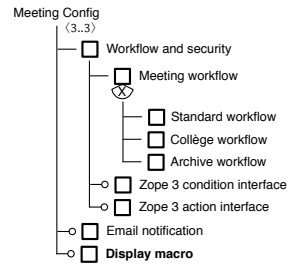 Meeting Config
⟨3..3⟩
Workflow and security
Meeting workflow
X
Standard workflow
Collège workflow
Archive workflow
Zope 3 condition interface
Zope 3 action interface
Email notification
Display macro